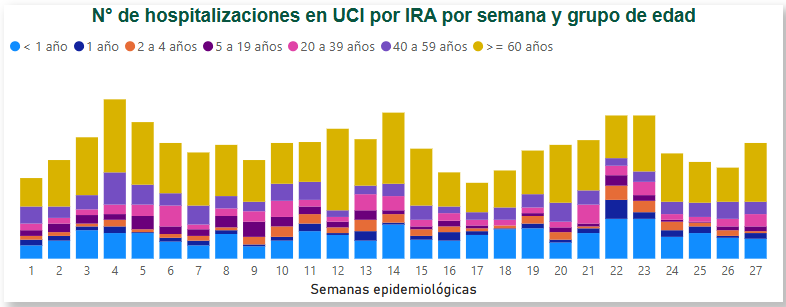 N° de hospitalizaciones en UCI por IRA por semana y grupo de edad
< 1 año 1 año 2 a 4 años 5 a 19 años 20 a 39 años 40 a 59 años >= 60 años
1 2 3 4 5 6 7 8 9 10 11 12 13 14 15 16 17 18 19 20 21 22 23 24 25 26 27
Semanas epidemiológicas